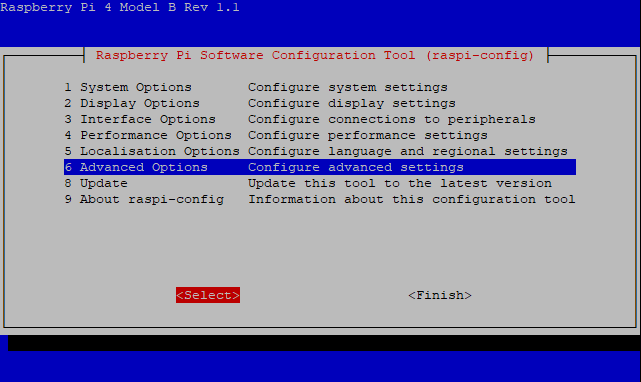 Raspberry Pi 4 Model B Rev 1.1
Raspberry Pi Software Configuration Tool (raspi-config)
1 System Options Configure system settings
2 Display Options Configure display settings
3 Interface Options Configure connections to peripherals
4 Performance Options Configure performance settings
5 Localisation Options Configure language and regional settings
6 Advanced Options Configure advanced settings
8 Update Update this tool to the latest version
9 About raspi-config Information about this configuration tool
<Select> <Finish>